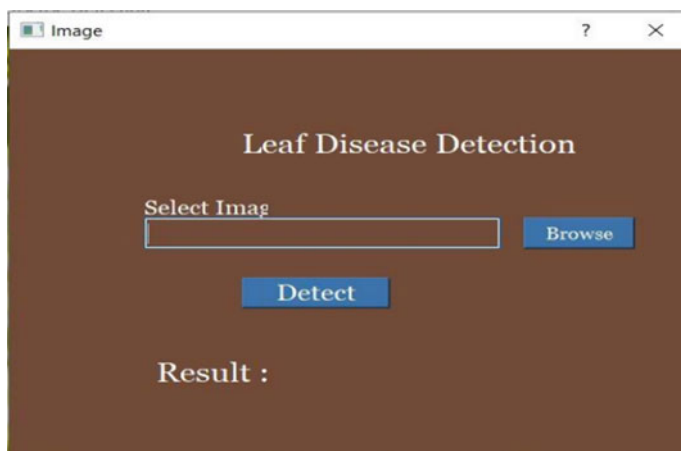 Image ?
Leaf Disease Detection
Select Imag
Browse
Detect
Result :